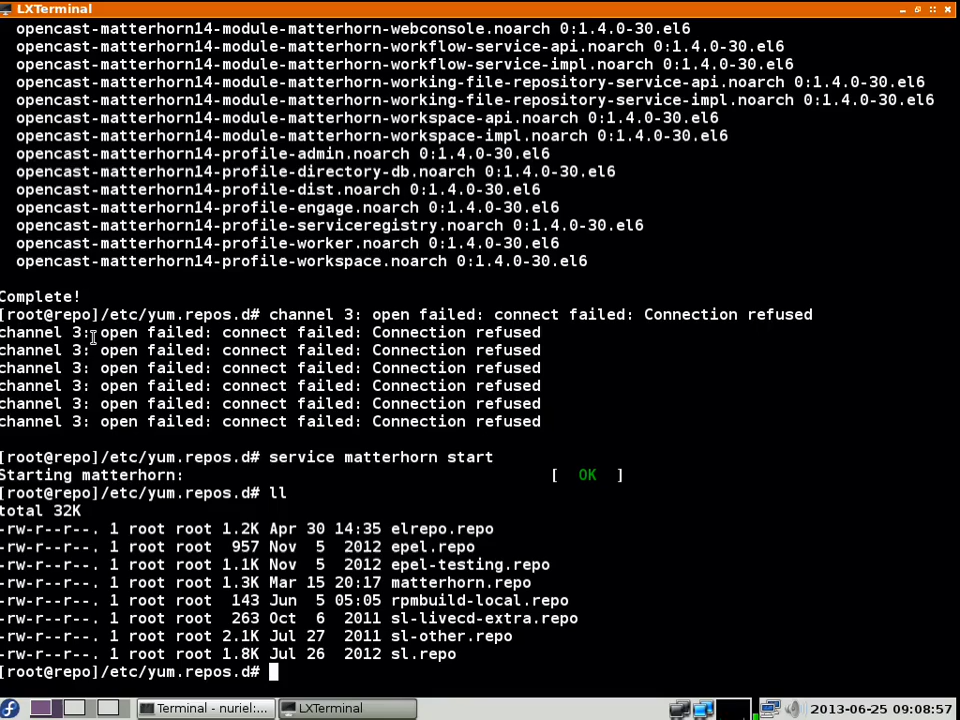 LXTerminal
opencast-matterhorn14-module-matterhorn-webconsole.noarch 0:1.4.0-30.el6
opencast-matterhorn14-module-matterhorn-workflow-service-api.noarch 0:1.4.0-30.el6
opencast-matterhorn14-module-matterhorn-workflow-service-impl.noarch 0:1.4.0-30.el6
opencast-matterhorn14-module-matterhorn-working-file-repository-service-api.noarch 0:1.4.0-30.el6
opencast-matterhorn14-module-matterhorn-working-file-repository-service-impl.noarch 0:1.4.0-30.el6
opencast-matterhorn14-module-matterhorn-workspace-api.noarch 0:1.4.0-30.el6
opencast-matterhorn14-module-matterhorn-workspace-impl.noarch 0:1.4.0-30.el6
opencast-matterhorn14-profile-admin.noarch 0:1.4.0-30.el6
opencast-matterhorn14-profile-directory-db.noarch 0:1.4.0-30.el6
opencast-matterhorn14-profile-dist.noarch 0:1.4.0-30.el6
opencast-matterhorn14-profile-engage.noarch 0:1.4.0-30.el6
opencast-matterhorn14-profile-serviceregistry.noarch 0:1.4.0-30.el6
opencast-matterhorn14-profile-worker.noarch 0:1.4.0-30.el6
opencast-matterhorn14-profile-workspace.noarch 0:1.4.0-30.el6
Complete!
[root@repo]/etc/yum.repos.d# channel 3: open failed: connect failed: Connection refused
channel 3: open failed: connect failed: Connection refused
channel 3: open failed: connect failed: Connection refused
channel 3: open failed: connect failed: Connection refused
channel 3: open failed: connect failed: Connection refused
channel 3: open failed: connect failed: Connection refused
channel 3: open failed: connect failed: Connection refused
[root@repo]/etc/yum.repos.d# service matterhorn start
Starting matterhorn: [ OK ]
[root@repo]/etc/yum.repos.d# ll
total 32K
-rw-r--r--. 1 root root 1.2K Apr 30 14:35 elrepo.repo
-rw-r--r--. 1 root root 957 Nov 5 2012 epel.repo
-rw-r--r--. 1 root root 1.1K Nov 5 2012 epel-testing.repo
-rw-r--r--. 1 root root 1.3K Mar 15 20:17 matterhorn.repo
-rw-r--r--. 1 root root 143 Jun 5 05:05 rpmbuild-local.repo
-rw-r--r--. 1 root root 263 Oct 6 2011 sl-livecd-extra.repo
-rw-r--r--. 1 root root 2.1K Jul 27 2011 sl-other.repo
-rw-r--r--. 1 root root 1.8K Jul 26 2012 sl.repo
[root@repo]/etc/yum.repos.d#
Terminal - nuriel:... LXTerminal 2013-06-25 09:08:57